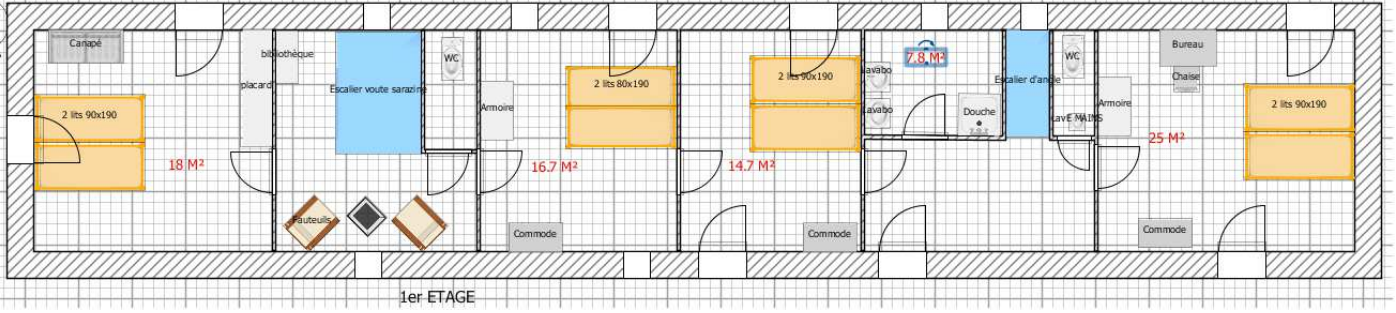 Canapé
2 lits 90x190
18 M²
placard
bibliothèque
Escalier voute sarazine
WC
Fauteuils
Armoire
2 lits 80x190
16.7 M²
Commode
2 lits 90x190
14.7 M²
Commode
Lavabo
Lavabo
7.8 M²
Douche
Escalier d'angle
WC
LavE MAINS
Armoire
Bureau
Chaise
25 M²
2 lits 90x190
Commode
1er ETAGE